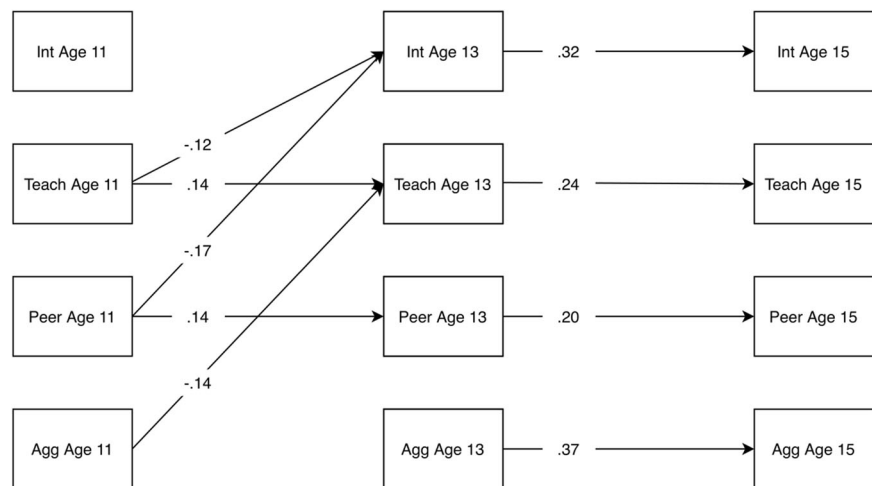 Int Age 11
Int Age 13
.32
Int Age 15
-.12
Teach Age 11
.14
Teach Age 13
.24
Teach Age 15
-.17
Peer Age 11
.14
Peer Age 13
.20
Peer Age 15
-.14
Agg Age 11
Agg Age 13
.37
Agg Age 15